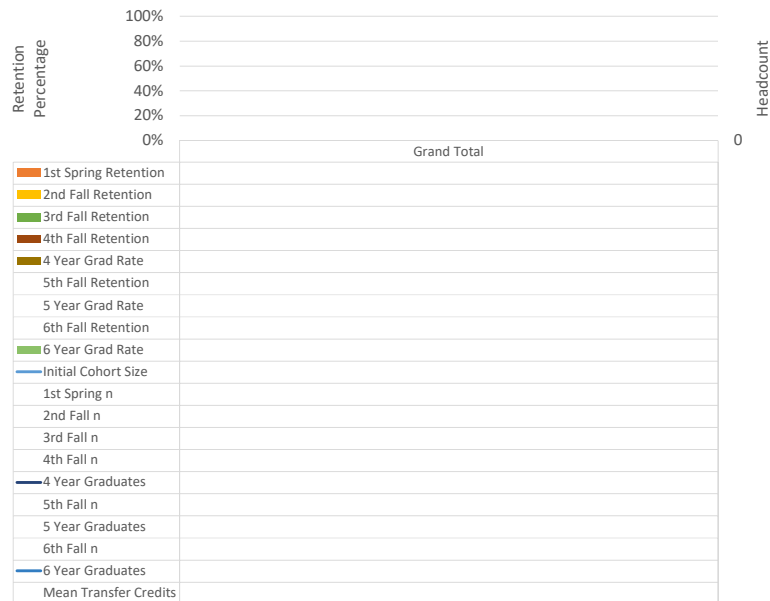 100%
80%
60%
40%
20%
0%
Retention
Percentage
Headcount
0
Grand Total
1st Spring Retention
2nd Fall Retention
3rd Fall Retention
4th Fall Retention
4 Year Grad Rate
5th Fall Retention
5 Year Grad Rate
6th Fall Retention
6 Year Grad Rate
Initial Cohort Size
1st Spring n
2nd Fall n
3rd Fall n
4th Fall n
4 Year Graduates
5th Fall n
5 Year Graduates
6th Fall n
6 Year Graduates
Mean Transfer Credits